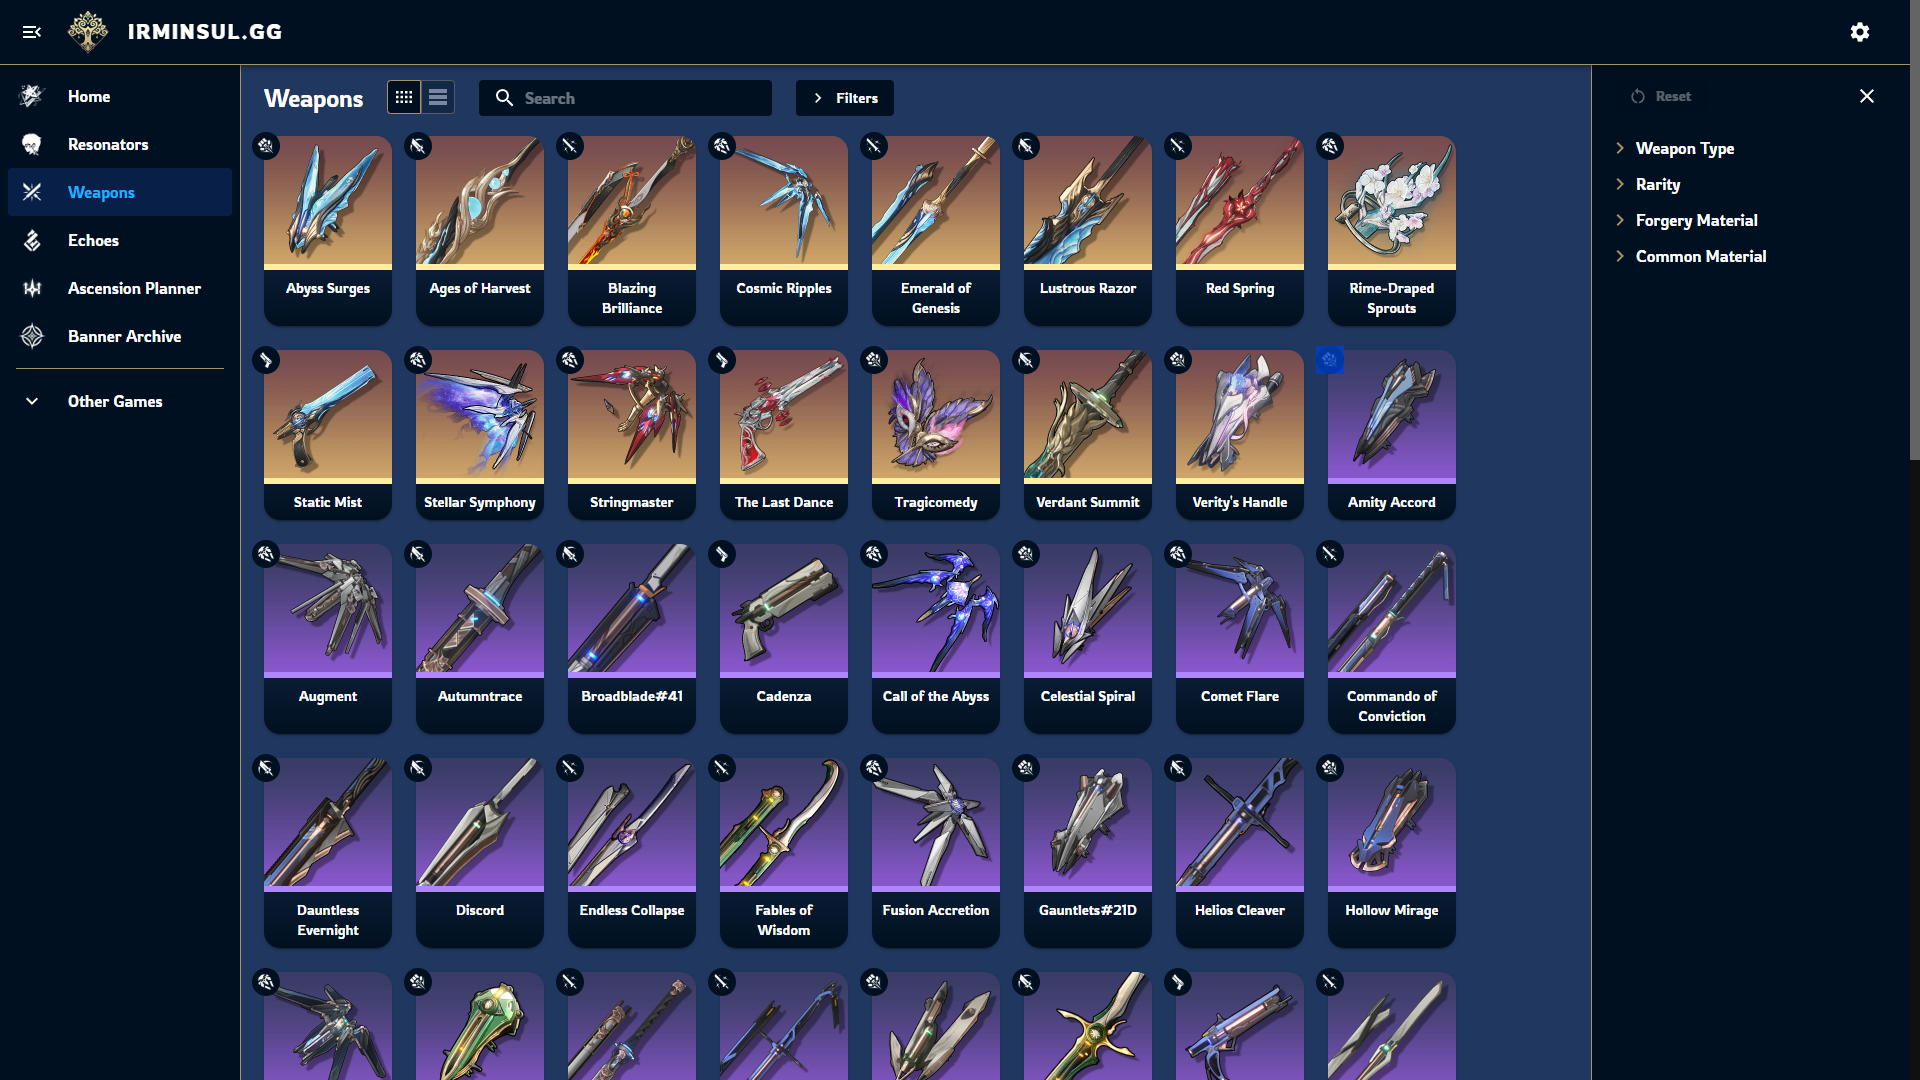 IRMINSUL.GG
Home
Resonators
Weapons
Echoes
Ascension Planner
Banner Archive
Other Games
Weapons
Search
Filters
Abyss Surges
Ages of Harvest
Blazing
Brilliance
Cosmic Ripples
Emerald of
Genesis
Lustrous Razor
Red Spring
Rime-Draped
Sprouts
Static Mist
Stellar Symphony
Stringmaster
The Last Dance
Tragicomedy
Verdant Summit
Verity's Handle
Amity Accord
Augment
Autumntrace
Broadblade#41
Cadenza
Call of the Abyss
Celestial Spiral
Comet Flare
Commando of
Conviction
Dauntless
Evernight
Discord
Endless Collapse
Fables of
Wisdom
Fusion Accretion
Gauntlets#21D
Helios Cleaver
Hollow Mirage
Reset
Weapon Type
Rarity
Forgery Material
Common Material